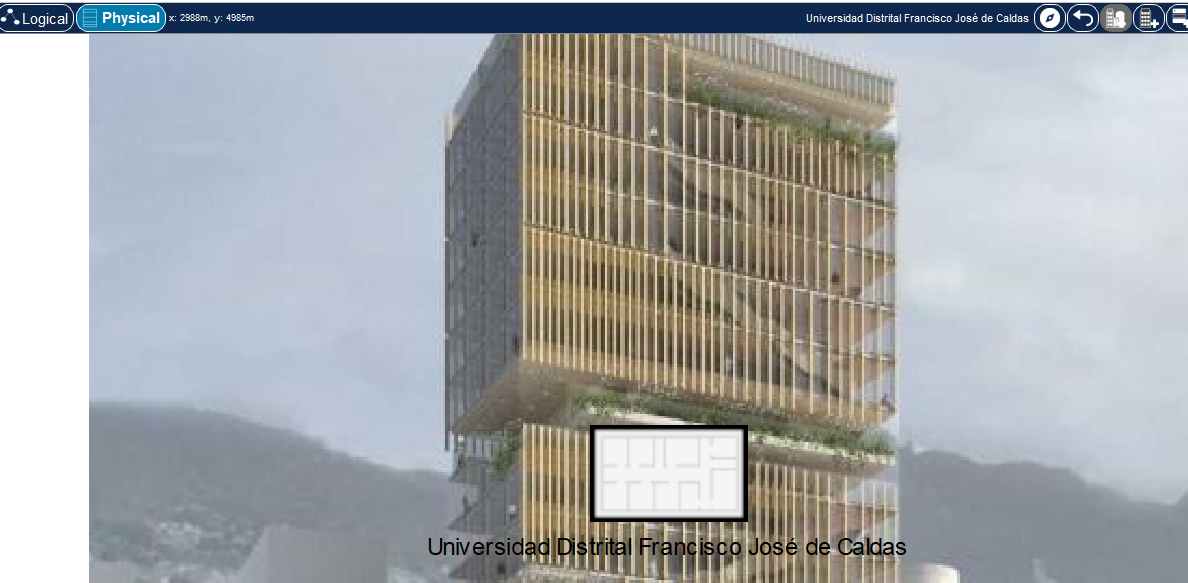 Logical Physical x: 2988m, y: 4985m Universidad Distrital Francisco José de Caldas
Universidad Distrital Francisco José de Caldas